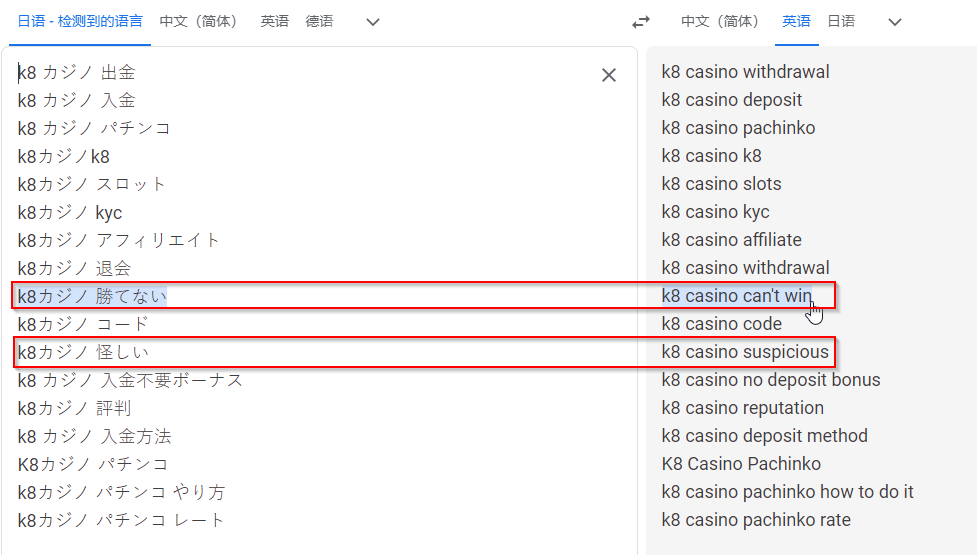 日语 - 检测到的语言 中文（简体） 英语 德语
中文（简体） 英语 日语
k8 カジノ 出金
k8 カジノ 入金
k8 カジノ パチンコ
k8カジノk8
k8カジノ スロット
k8カジノ kyc
k8カジノ アフィリエイト
k8カジノ 退会
k8カジノ 勝てない
k8カジノ コード
k8カジノ 怪しい
k8 カジノ 入金不要ボーナス
k8カジノ 評判
k8 カジノ 入金方法
K8カジノ パチンコ
k8カジノ パチンコ やり方
k8カジノ パチンコ レート
k8 casino withdrawal
k8 casino deposit
k8 casino pachinko
k8 casino k8
k8 casino slots
k8 casino kyc
k8 casino affiliate
k8 casino withdrawal
k8 casino can't win
k8 casino code
k8 casino suspicious
k8 casino no deposit bonus
k8 casino reputation
k8 casino deposit method
K8 Casino Pachinko
k8 casino pachinko how to do it
k8 casino pachinko rate